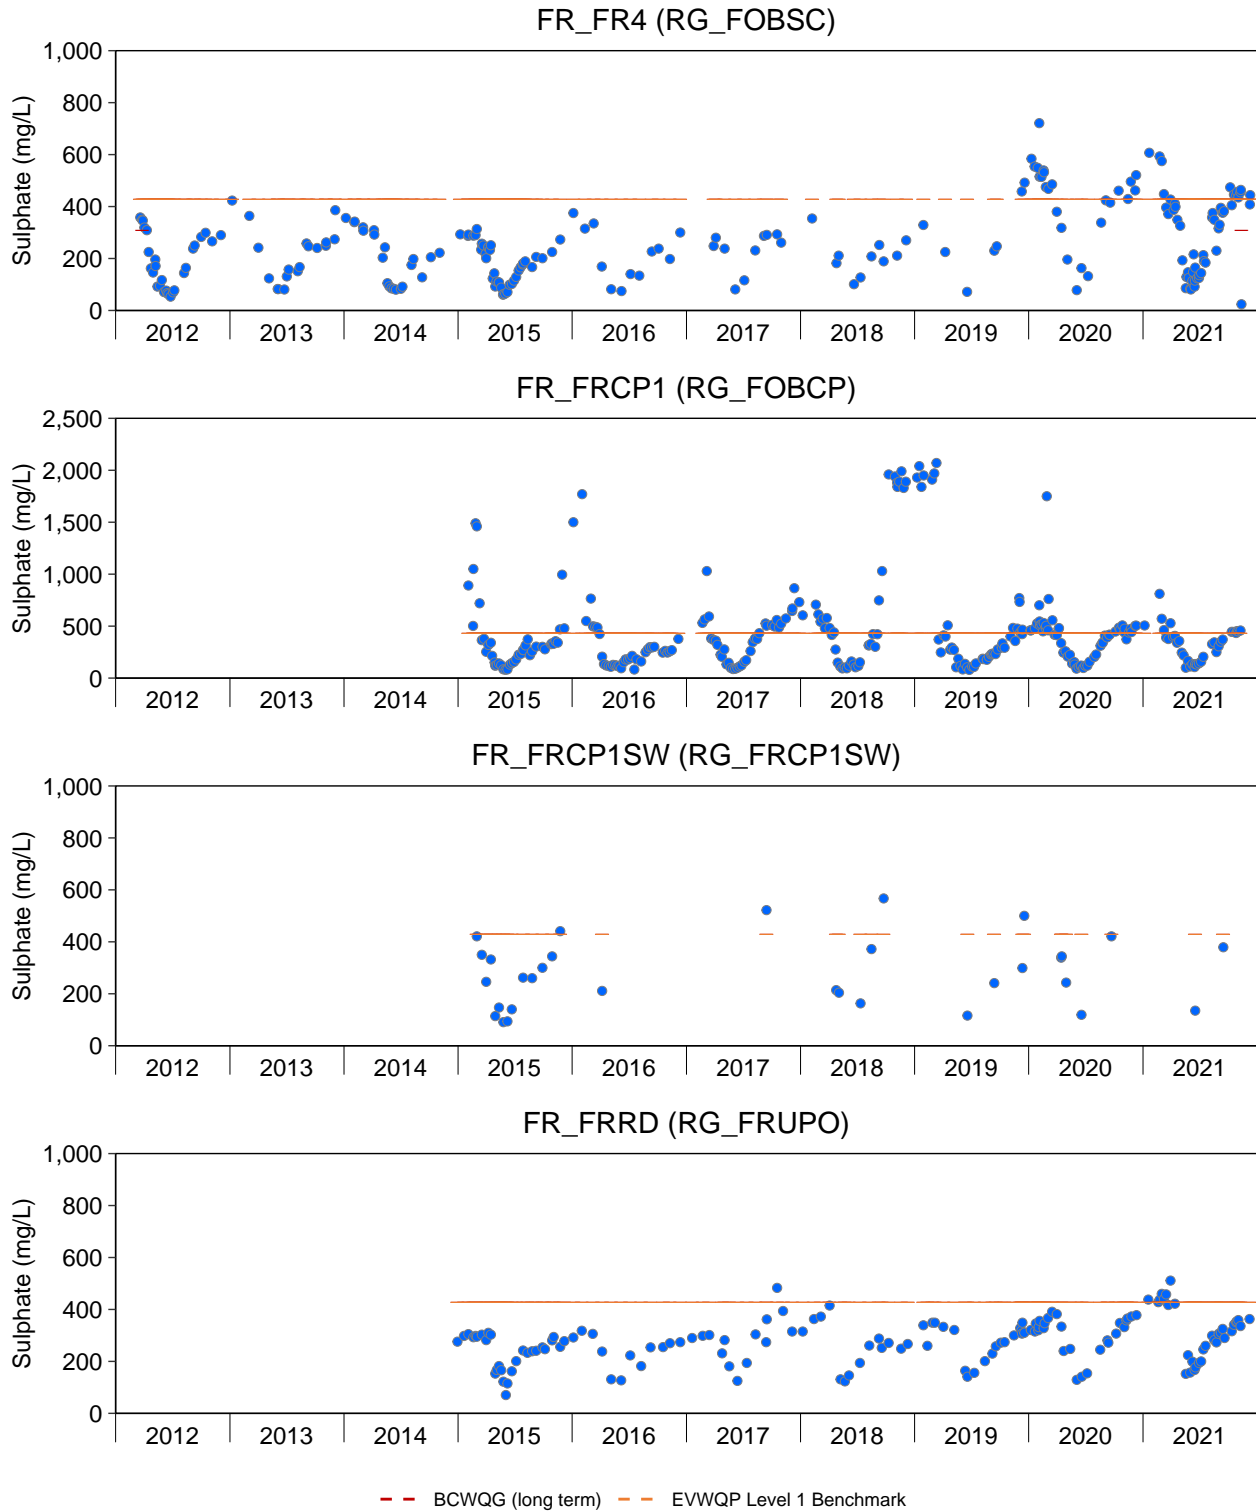 FR_FR4 (RG_FOBSC)
1,000
800
600
400
200
0
Sulphate (mg/L)
2012 2013 2014 2015 2016 2017 2018 2019 2020 2021
FR_FRCP1 (RG_FOBCP)
2,500
2,000
1,500
1,000
500
0
Sulphate (mg/L)
2012 2013 2014 2015 2016 2017 2018 2019 2020 2021
FR_FRCP1SW (RG_FRCP1SW)
1,000
800
600
400
200
0
Sulphate (mg/L)
2012 2013 2014 2015 2016 2017 2018 2019 2020 2021
FR_FRRD (RG_FRUPO)
1,000
800
600
400
200
0
Sulphate (mg/L)
2012 2013 2014 2015 2016 2017 2018 2019 2020 2021
BCWQG (long term) EVWQP Level 1 Benchmark